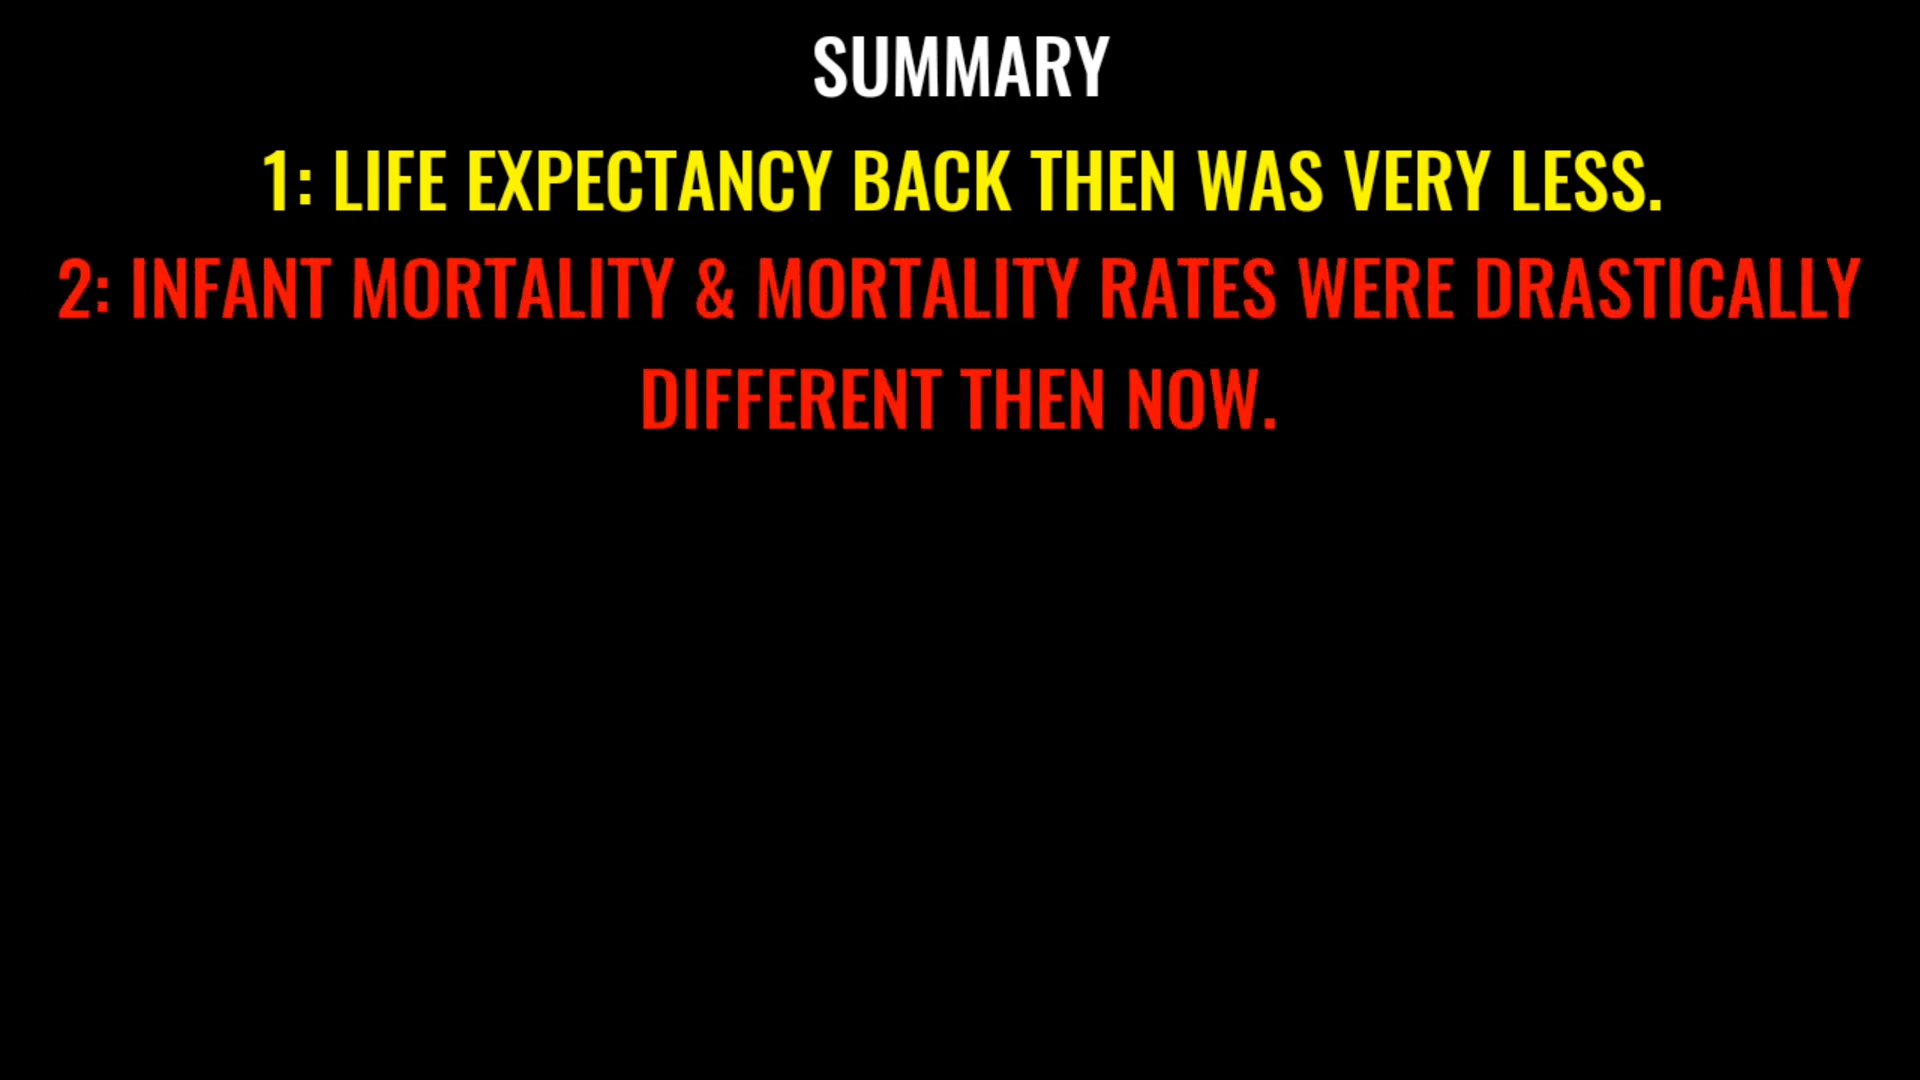 SUMMARY
1: LIFE EXPECTANCY BACK THEN WAS VERY LESS.
2: INFANT MORTALITY & MORTALITY RATES WERE DRASTICALLY
DIFFERENT THEN NOW.